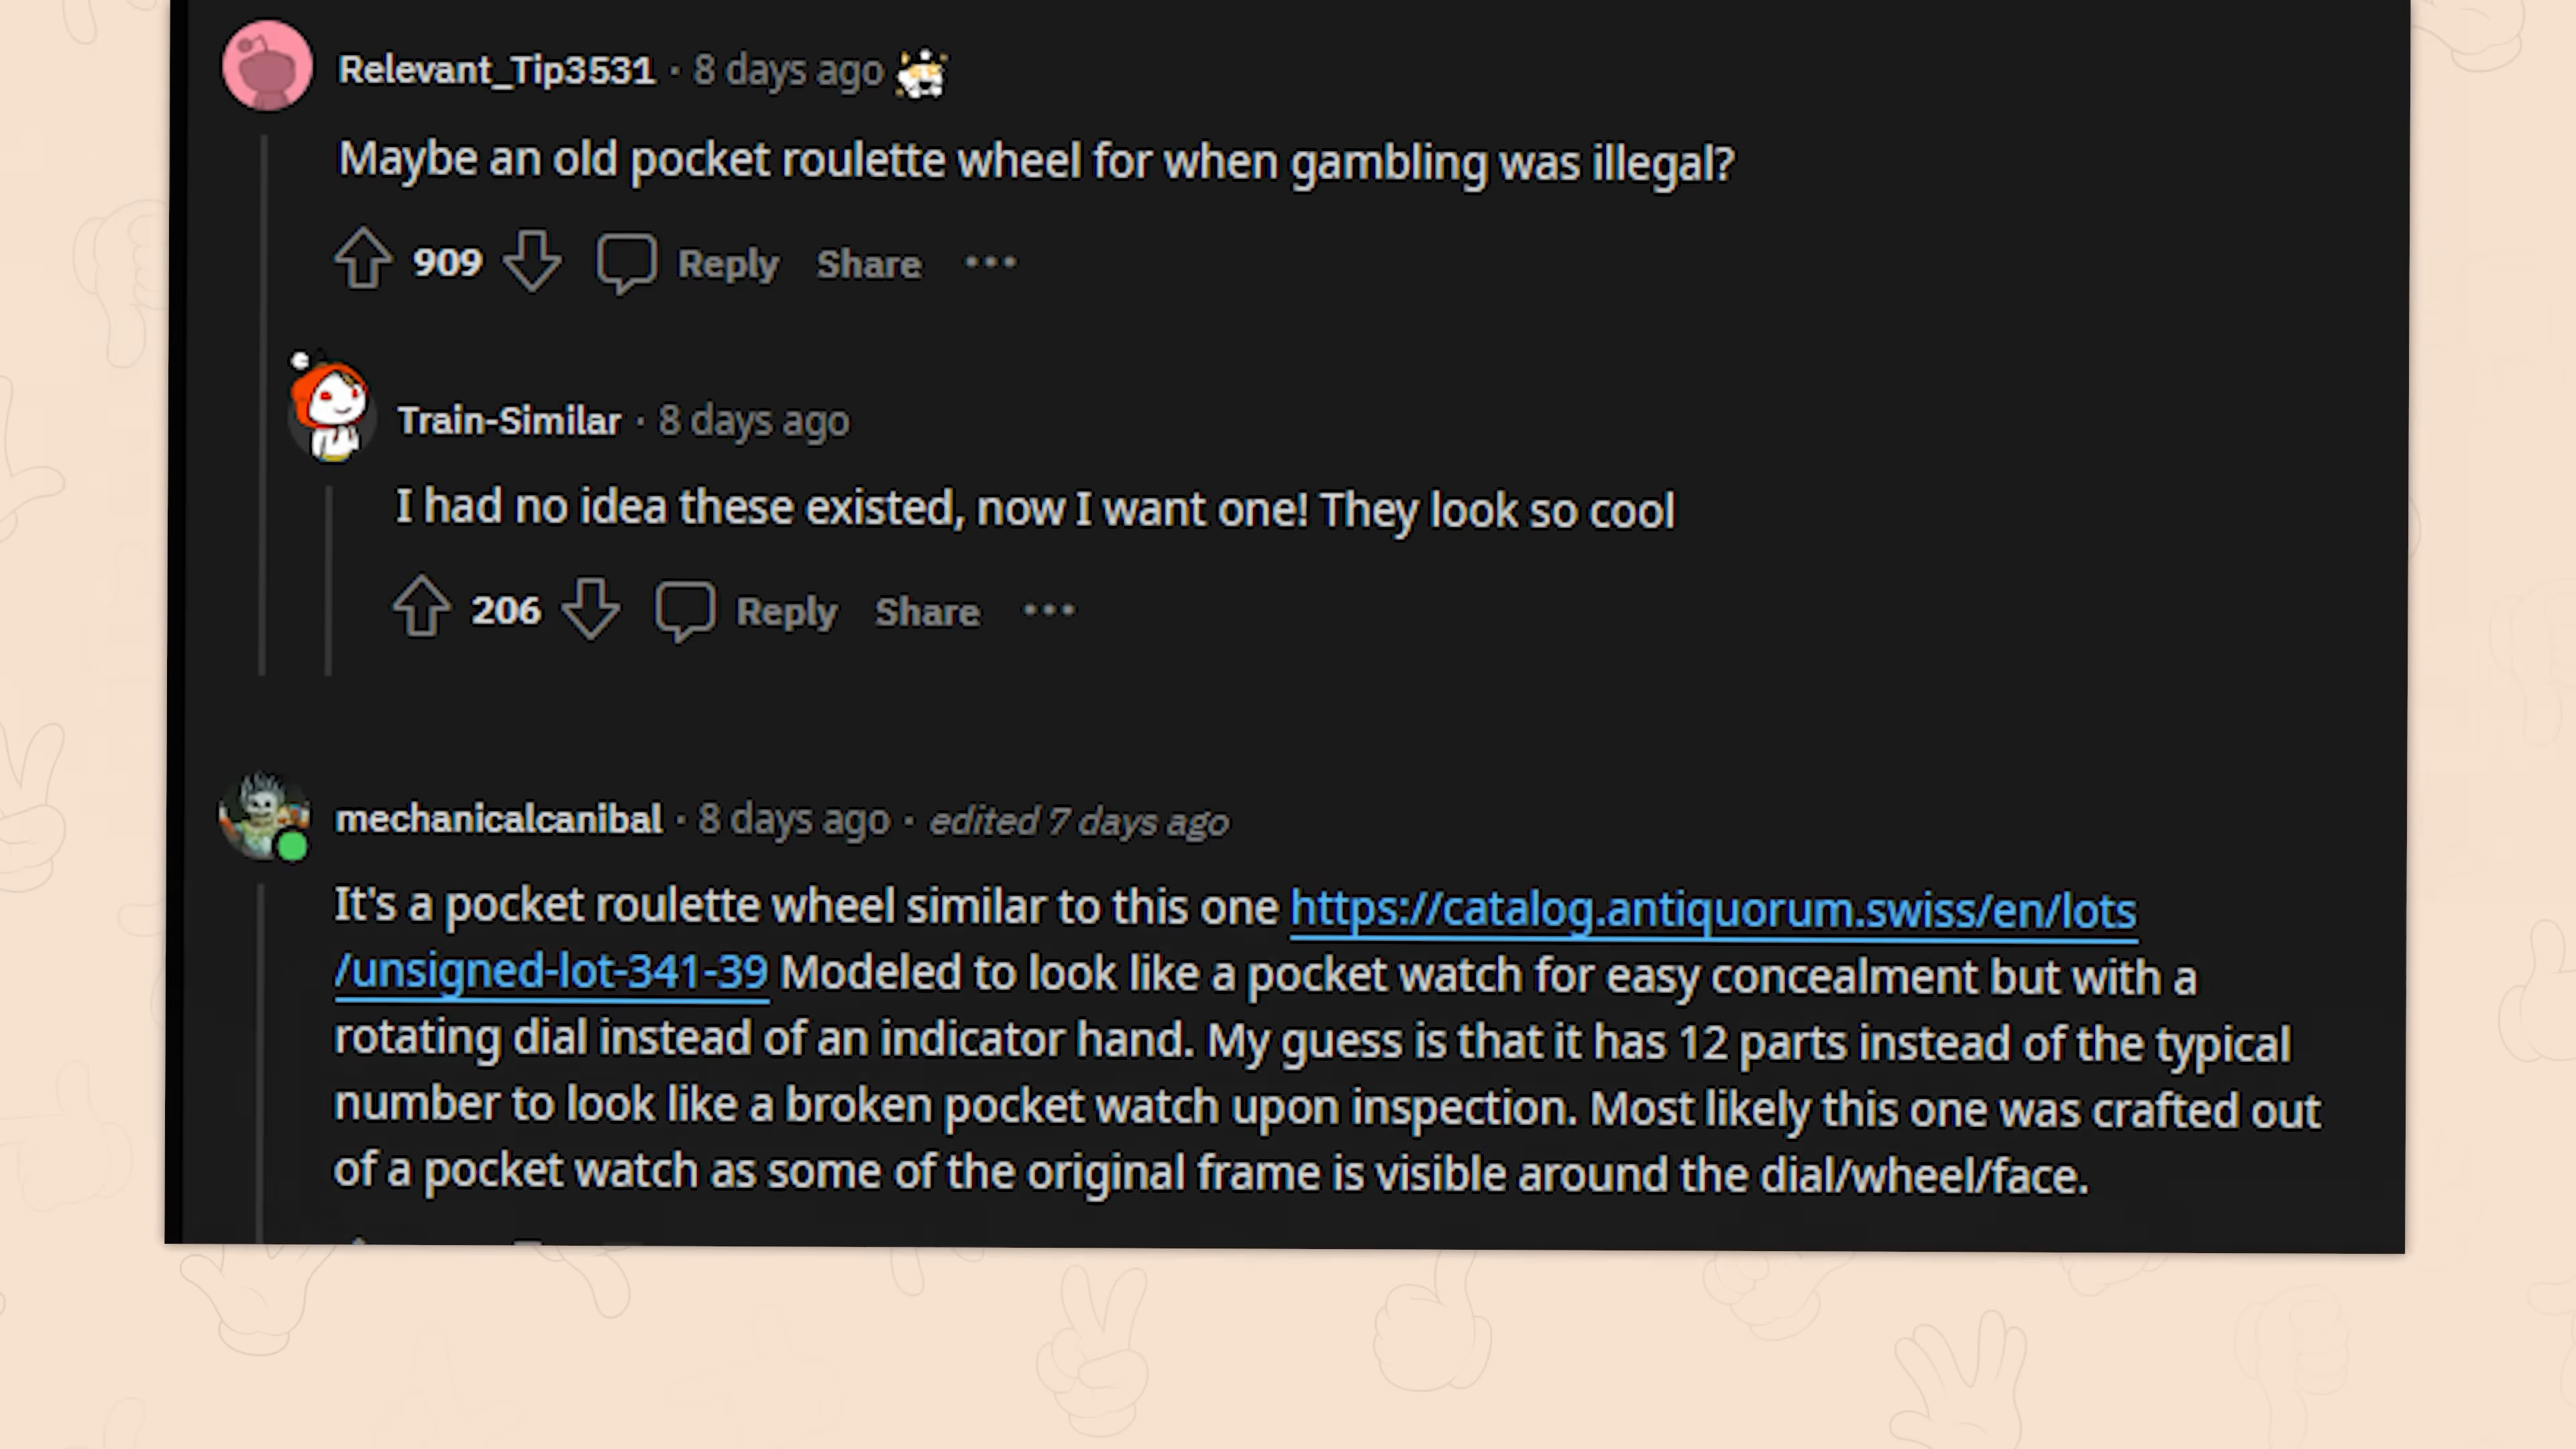 Relevant_Tip3531 · 8 days ago
Maybe an old pocket roulette wheel for when gambling was illegal?
909 Reply Share ···
Train-Similar · 8 days ago
I had no idea these existed, now I want one! They look so cool
206 Reply Share ···
mechanicalcanibal · 8 days ago · edited 7 days ago
It's a pocket roulette wheel similar to this one https://catalog.antiquorum.swiss/en/lots
/unsigned-lot-341-39 Modeled to look like a pocket watch for easy concealment but with a
rotating dial instead of an indicator hand. My guess is that it has 12 parts instead of the typical
number to look like a broken pocket watch upon inspection. Most likely this one was crafted out
of a pocket watch as some of the original frame is visible around the dial/wheel/face.